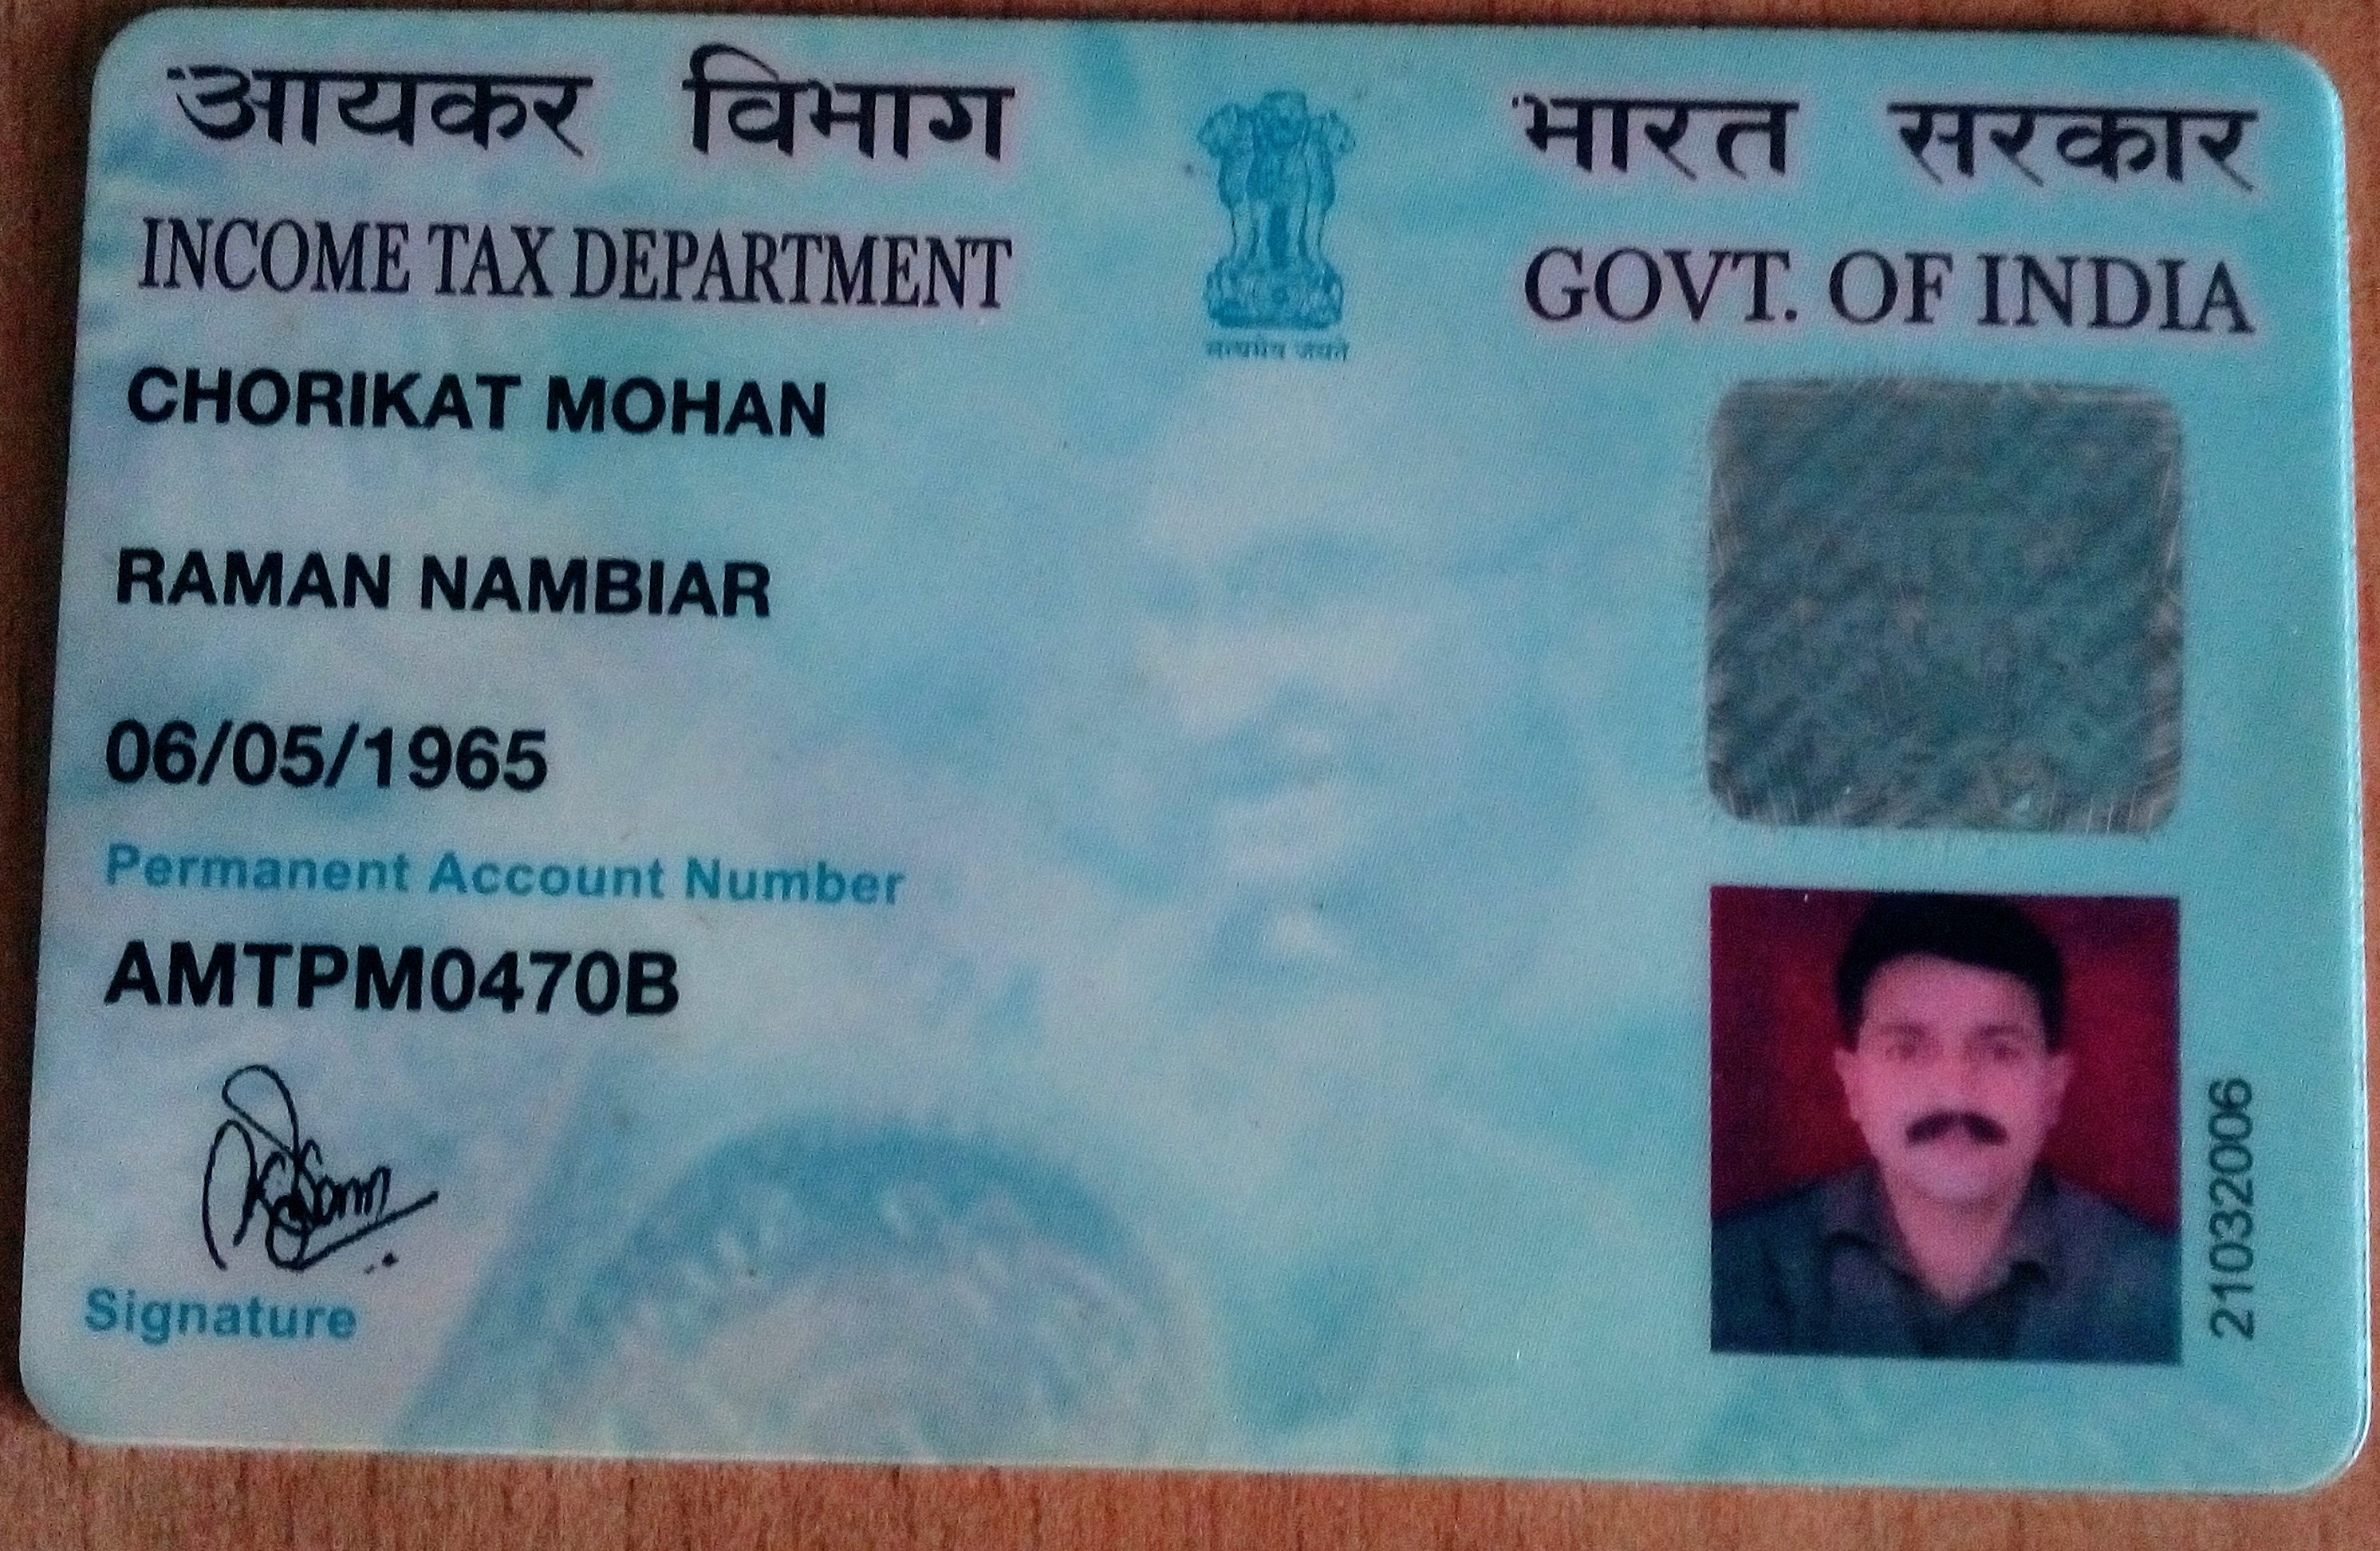 आयकर विभाग
भारत सरकार
INCOME TAX DEPARTMENT
GOVT. OF INDIA
सत्यमेव जयते
CHORIKAT MOHAN
RAMAN NAMBIAR
06/05/1965
Permanent Account Number
AMTPM0470B
Signature
21032006